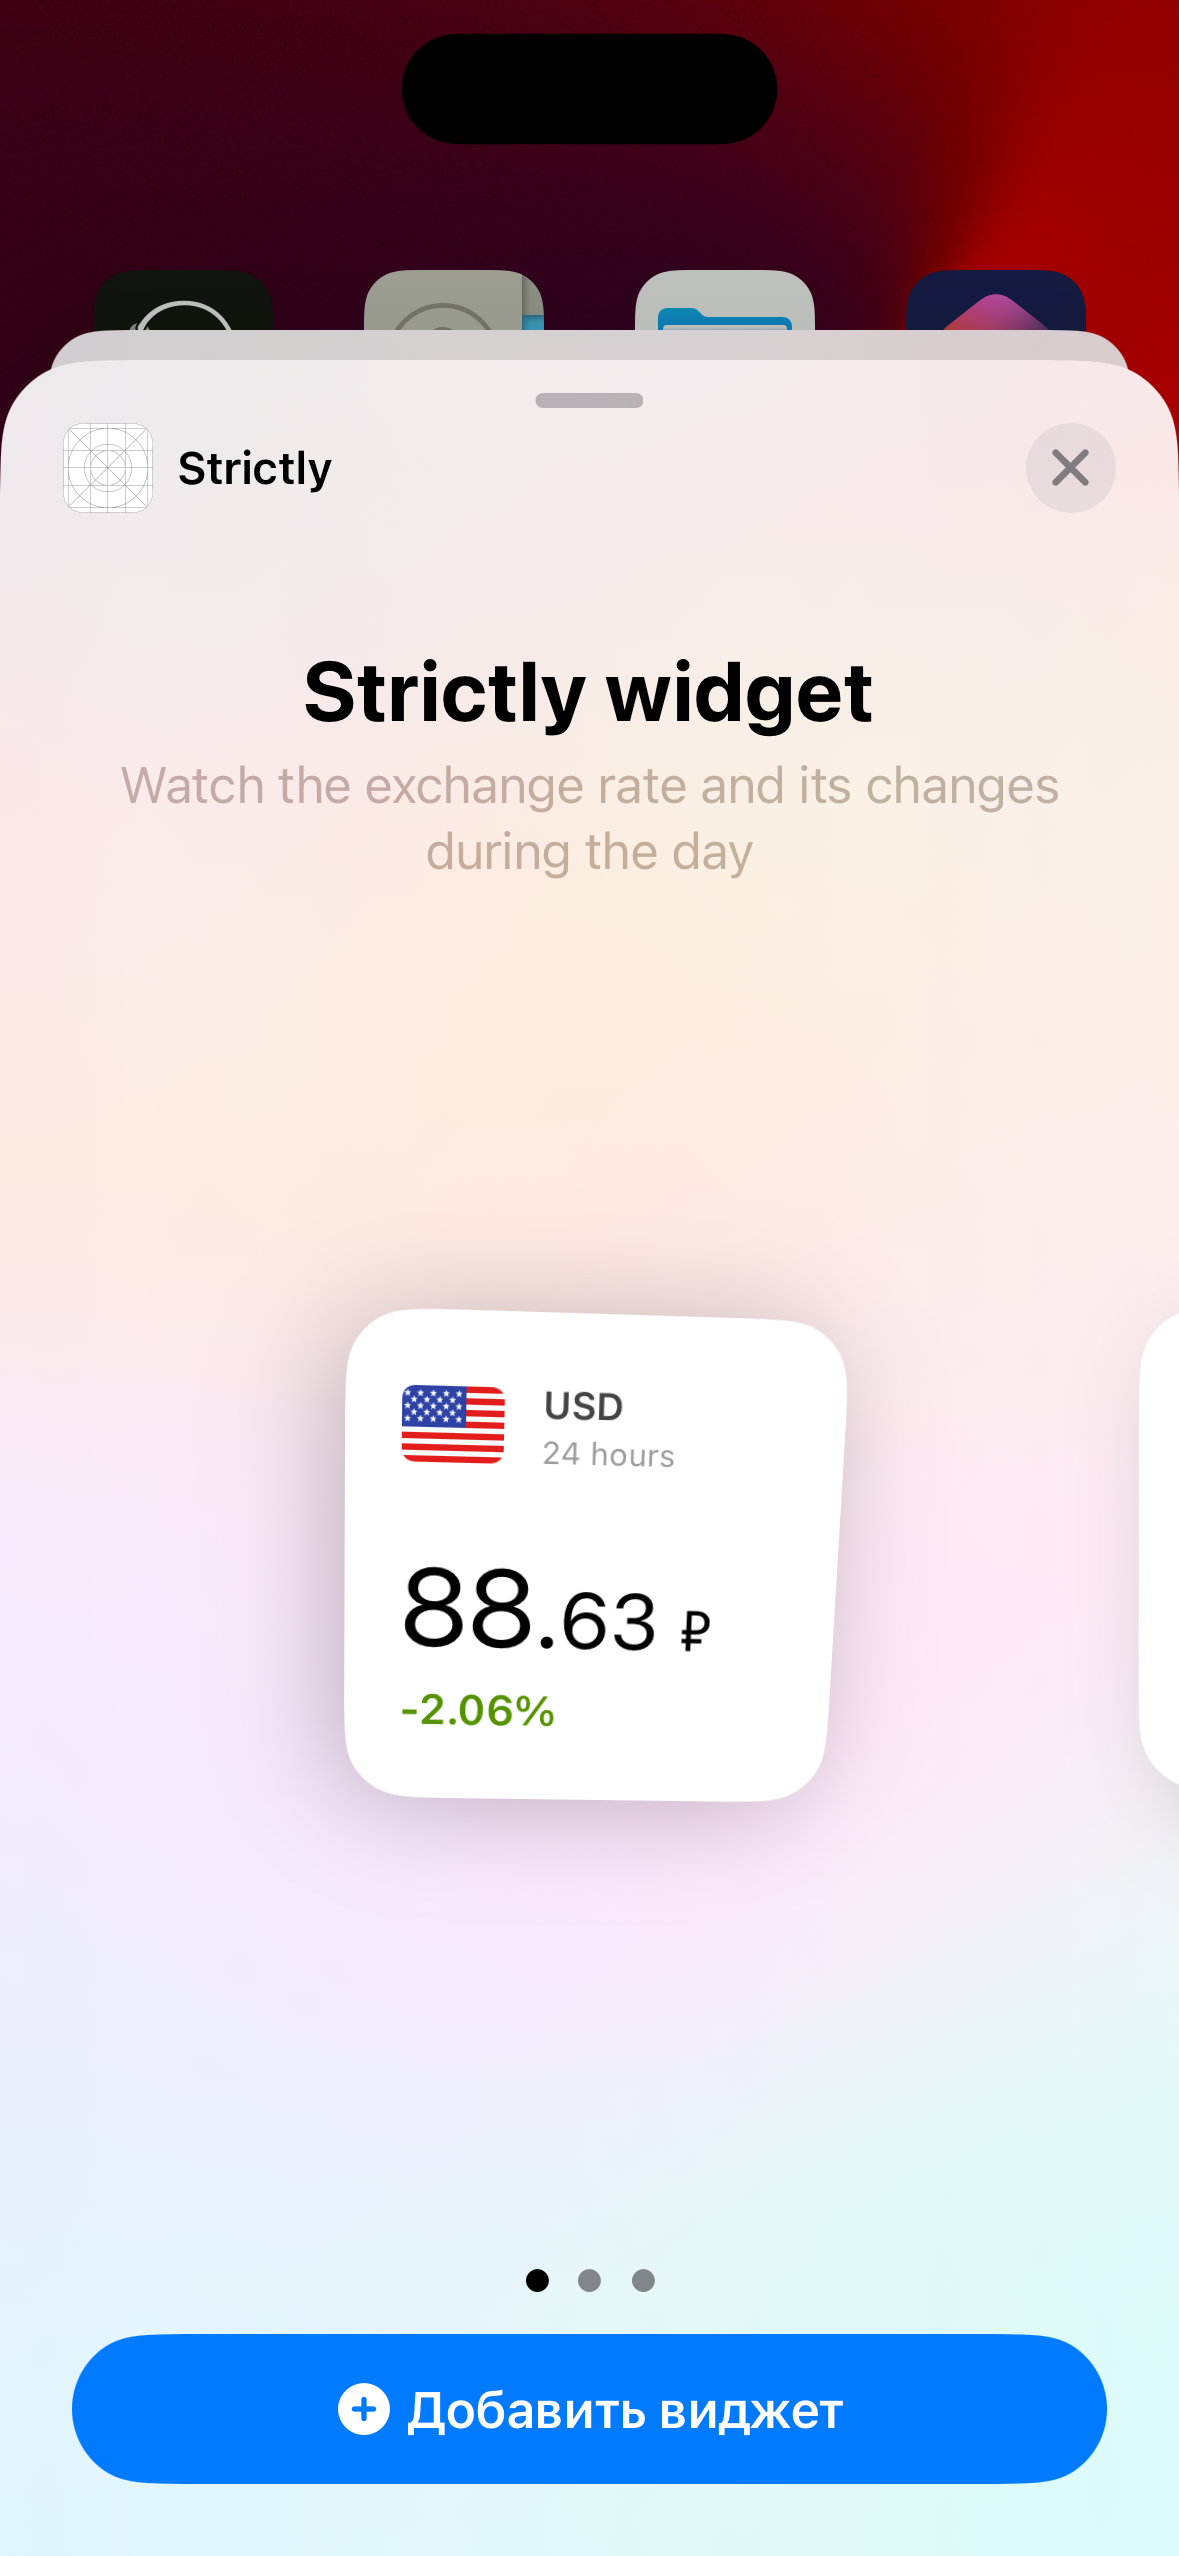 Strictly
Strictly widget
Watch the exchange rate and its changes
during the day
USD
24 hours
88.63 ₽
-2.06%
Добавить виджет